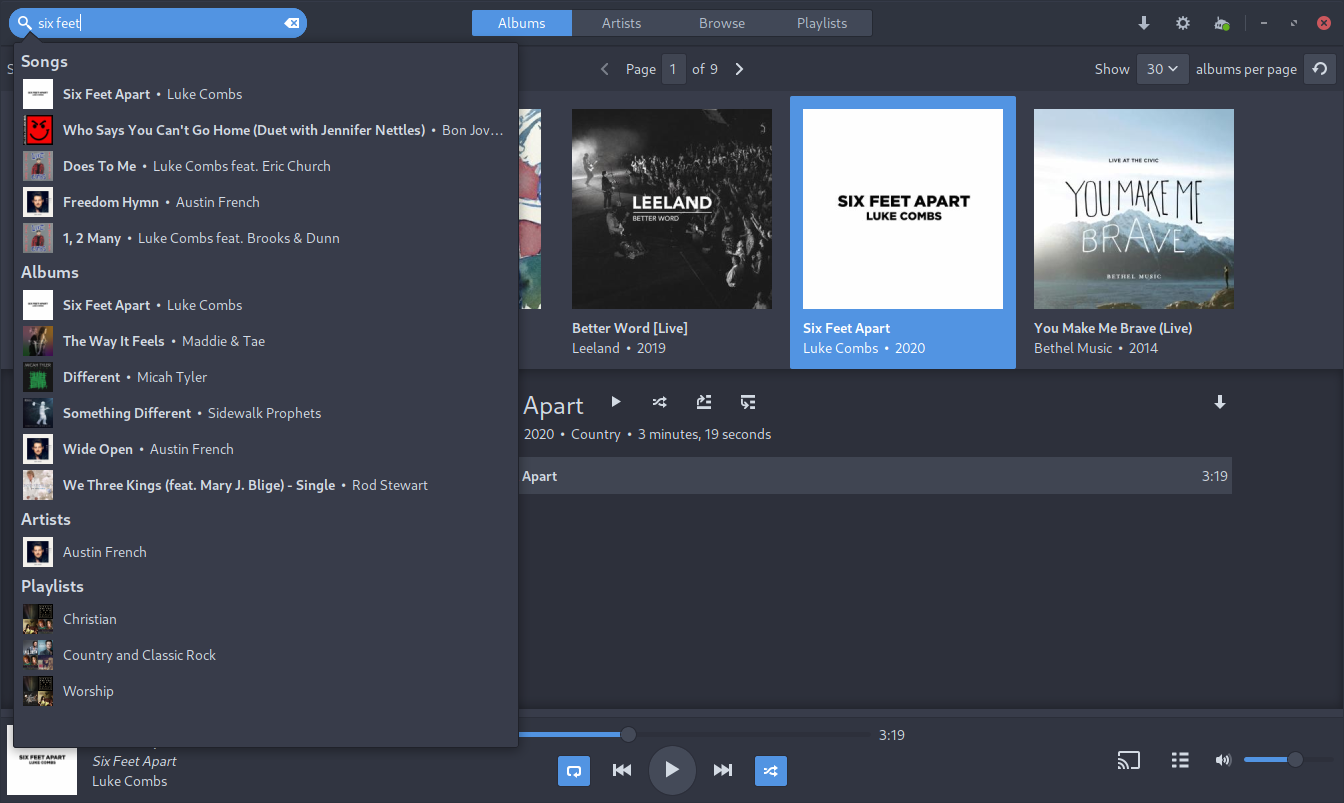 six feet
Albums
Artists
Browse
Playlists
Page 1 of 9
Show 30 albums per page
Songs
Six Feet Apart • Luke Combs
Who Says You Can't Go Home (Duet with Jennifer Nettles) • Bon Jov…
Does To Me • Luke Combs feat. Eric Church
Freedom Hymn • Austin French
1, 2 Many • Luke Combs feat. Brooks & Dunn
Albums
Six Feet Apart • Luke Combs
The Way It Feels • Maddie & Tae
MICAH TYLER
Different • Micah Tyler
Something Different • Sidewalk Prophets
Wide Open • Austin French
We Three Kings (feat. Mary J. Blige) - Single • Rod Stewart
Artists
Austin French
Playlists
Christian
Country and Classic Rock
Worship
LEELAND
BETTER WORD
Better Word [Live]
Leeland • 2019
SIX FEET APART
LUKE COMBS
Six Feet Apart
Luke Combs • 2020
LIVE AT THE CIVIC
YOU MAKE ME
BRAVE
BETHEL MUSIC
You Make Me Brave (Live)
Bethel Music • 2014
Apart
2020 • Country • 3 minutes, 19 seconds
Apart
3:19
SIX FEET APART
LUKE COMBS
Six Feet Apart
Luke Combs
3:19